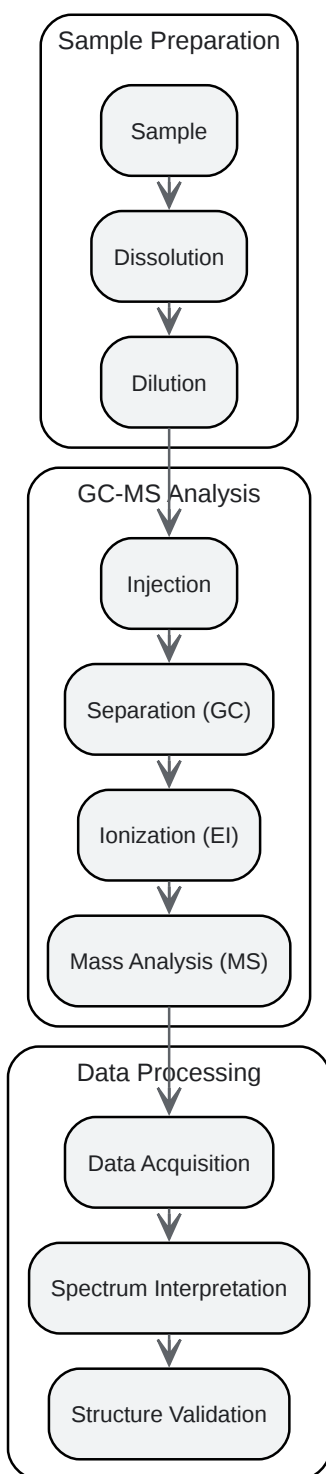 Sample Preparation
Sample
Dissolution
Dilution
GC-MS Analysis
Injection
Separation (GC)
Ionization (EI)
Mass Analysis (MS)
Data Processing
Data Acquisition
Spectrum Interpretation
Structure Validation